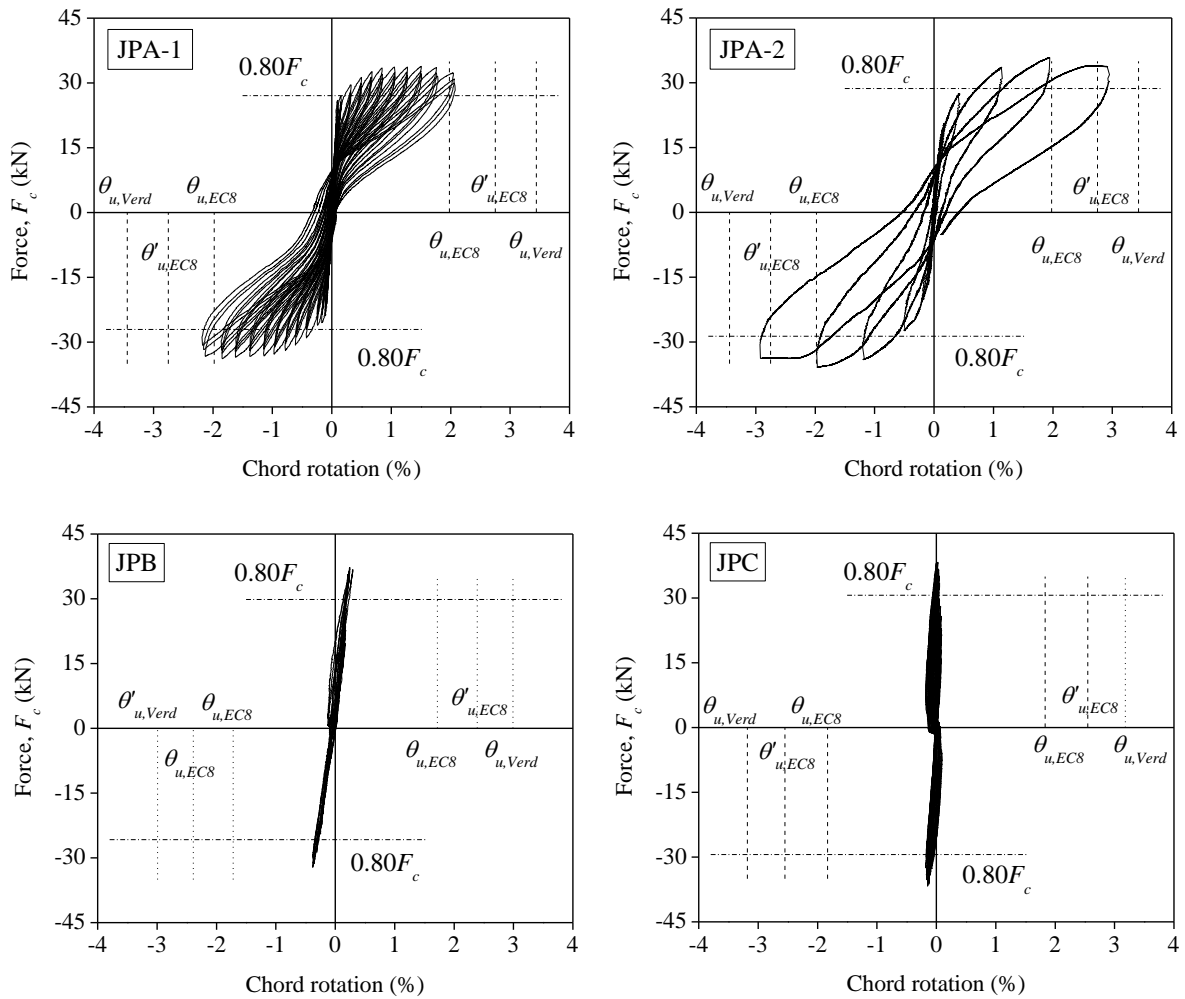 JPA-1
0.80F_c
45
30
15
0
-15
-30
-45
Force, F_c (kN)
θ_u,Verd
θ_u,EC8
θ'_u,EC8
θ_u,EC8
θ'_u,EC8
θ_u,Verd
0.80F_c
-4 -3 -2 -1 0 1 2 3 4
Chord rotation (%)
JPA-2
0.80F_c
45
30
15
0
-15
-30
-45
Force, F_c (kN)
θ_u,Verd
θ_u,EC8
θ'_u,EC8
θ'_u,EC8
θ_u,EC8
θ_u,Verd
0.80F_c
-4 -3 -2 -1 0 1 2 3 4
Chord rotation (%)
JPB
0.80F_c
45
30
15
0
-15
-30
-45
Force, F_c (kN)
θ'_u,Verd
θ_u,EC8
θ_u,EC8
θ'_u,EC8
θ_u,EC8
θ_u,Verd
0.80F_c
-4 -3 -2 -1 0 1 2 3 4
Chord rotation (%)
JPC
0.80F_c
45
30
15
0
-15
-30
-45
Force, F_c (kN)
θ_u,Verd
θ_u,EC8
θ'_u,EC8
θ'_u,EC8
θ_u,EC8
θ_u,Verd
0.80F_c
-4 -3 -2 -1 0 1 2 3 4
Chord rotation (%)